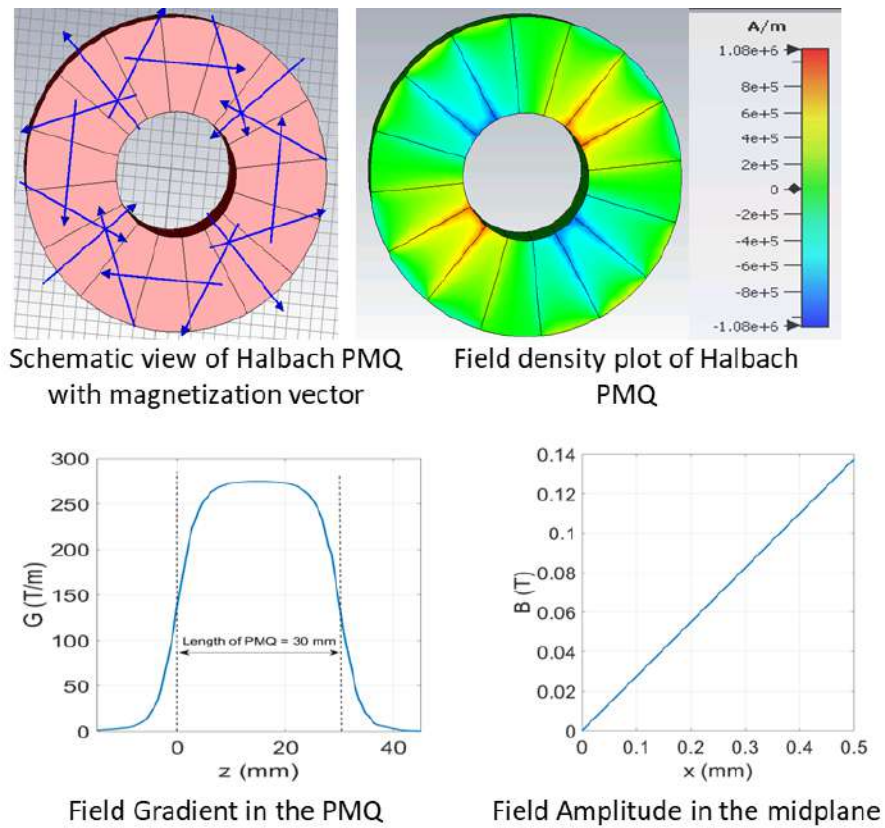 A/m
1.08e+6
8e+5
6e+5
4e+5
2e+5
0
-2e+5
-4e+5
-6e+5
-8e+5
-1.08e+6
Schematic view of Halbach PMQ
with magnetization vector
Field density plot of Halbach
PMQ
300
250
200
150
100
50
0
G (T/m)
Length of PMQ = 30 mm
0
20
40
z (mm)
Field Gradient in the PMQ
0.14
0.12
0.1
0.08
0.06
0.04
0.02
0
B (T)
0
0.1
0.2
0.3
0.4
0.5
x (mm)
Field Amplitude in the midplane